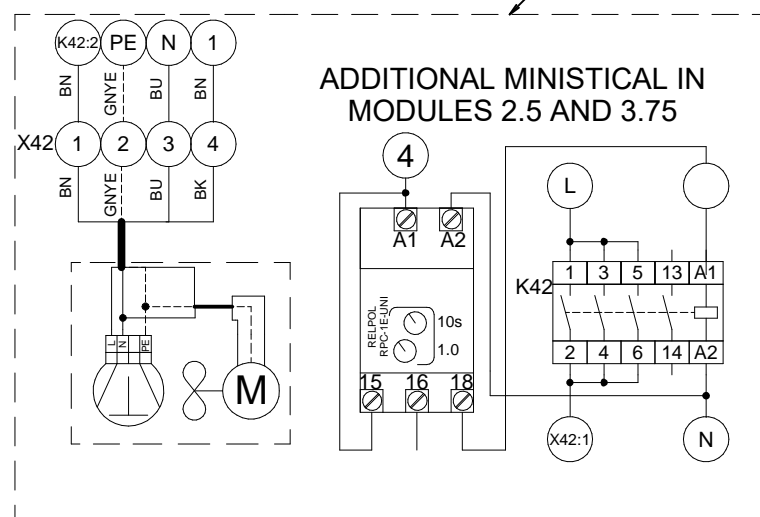 K42:2 PE N 1
BN GNYE BU BN
X42 1 2 3 4
BN GNYE BU BK
ADDITIONAL MINISTICAL IN
MODULES 2.5 AND 3.75
4
A1 A2
RELPOL
RPC-1E-UNI
10s
1.0
15 16 18
L
K42
1 3 5 13 A1
2 4 6 14 A2
X42:1 N
L N PE
M